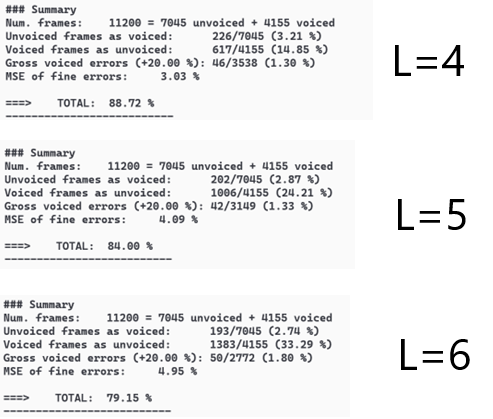 ### Summary
Num. frames:    11200 = 7045 unvoiced + 4155 voiced
Unvoiced frames as voiced:      226/7045 (3.21 %)
Voiced frames as unvoiced:      617/4155 (14.85 %)
Gross voiced errors (+20.00 %): 46/3538 (1.30 %)
MSE of fine errors:     3.03 %
===>    TOTAL:  88.72 %
--------------------------
L=4
### Summary
Num. frames:    11200 = 7045 unvoiced + 4155 voiced
Unvoiced frames as voiced:      202/7045 (2.87 %)
Voiced frames as unvoiced:      1006/4155 (24.21 %)
Gross voiced errors (+20.00 %): 42/3149 (1.33 %)
MSE of fine errors:     4.09 %
===>    TOTAL:  84.00 %
--------------------------
L=5
### Summary
Num. frames:    11200 = 7045 unvoiced + 4155 voiced
Unvoiced frames as voiced:      193/7045 (2.74 %)
Voiced frames as unvoiced:      1383/4155 (33.29 %)
Gross voiced errors (+20.00 %): 50/2772 (1.80 %)
MSE of fine errors:     4.95 %
===>    TOTAL:  79.15 %
--------------------------
L=6